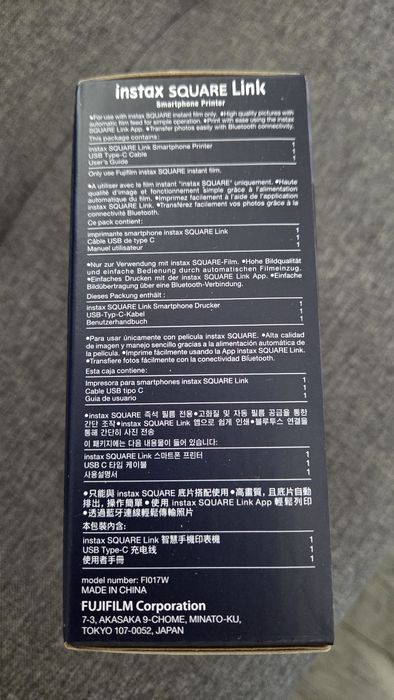 instax SQUARE Link
Smartphone Printer
●For use with instax SQUARE instant film only. ●High quality pictures with
automatic film feed for simple operation. ●Print with ease using the instax
SQUARE Link App. ●Transfer photos easily with Bluetooth connectivity.
This package contains:
instax SQUARE Link Smartphone Printer 1
USB Type-C Cable 1
User's Guide 1
Only use Fujifilm instax SQUARE instant film.
●A utiliser avec le film instant "instax SQUARE" uniquement. ●Haute
qualité d'image et fonctionnement simple grâce à l'alimentation
automatique du film. ●Imprimez facilement à l'aide de l'application
instax SQUARE Link. ●Transférez facilement vos photos grâce à la
connectivité Bluetooth.
Ce pack contient:
imprimante smartphone instax SQUARE Link 1
Câble USB de type C 1
Manuel utilisateur 1
●Nur zur Verwendung mit instax SQUARE-Film. ●Hohe Bildqualität
und einfache Bedienung durch automatischen Filmeinzug.
●Einfaches Drucken mit der instax SQUARE Link App. ●Einfache
Bildübertragung über eine Bluetooth-Verbindung.
Dieses Packung enthält :
instax SQUARE Link Smartphone Drucker 1
USB-Typ-C-Kabel 1
Benutzerhandbuch 1
●Para usar únicamente con película instax SQUARE. ●Alta calidad
de imagen y manejo sencillo gracias a la alimentación automática de
la película. ●Imprime fácilmente usando la App instax SQUARE Link.
●Transfiere fotos fácilmente con la conectividad Bluetooth.
Esta caja contiene:
Impresora para smartphones instax SQUARE Link 1
Cable USB tipo C 1
Guia de usuario 1
●instax SQUARE 즉석 필름 전용●고화질 및 자동 필름 공급을 통한
간단 조작●instax SQUARE Link 앱으로 쉽게 인쇄●블루투스 연결을
통해 간단히 사진 전송
이 패키지에는 다음 내용물이 들어 있습니다:
instax SQUARE Link 스마트폰 프린터 1
USB C 타입 케이블 1
사용설명서 1
●只能與 instax SQUARE 底片搭配使用●高畫質，且底片自動
排出，操作簡單●使用 instax SQUARE Link App 輕鬆列印
●透過藍牙連線輕鬆傳輸照片
本包裝內含:
instax SQUARE Link 智慧手機印表機 1
USB Type-C 充电线 1
使用者手冊 1
model number: FI017W
MADE IN CHINA
FUJIFILM Corporation
7-3, AKASAKA 9-CHOME, MINATO-KU,
TOKYO 107-0052, JAPAN